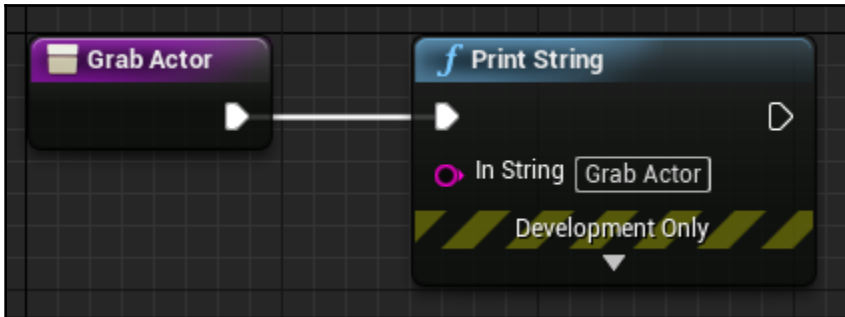 Grab Actor
f Print String
In String Grab Actor
Development Only